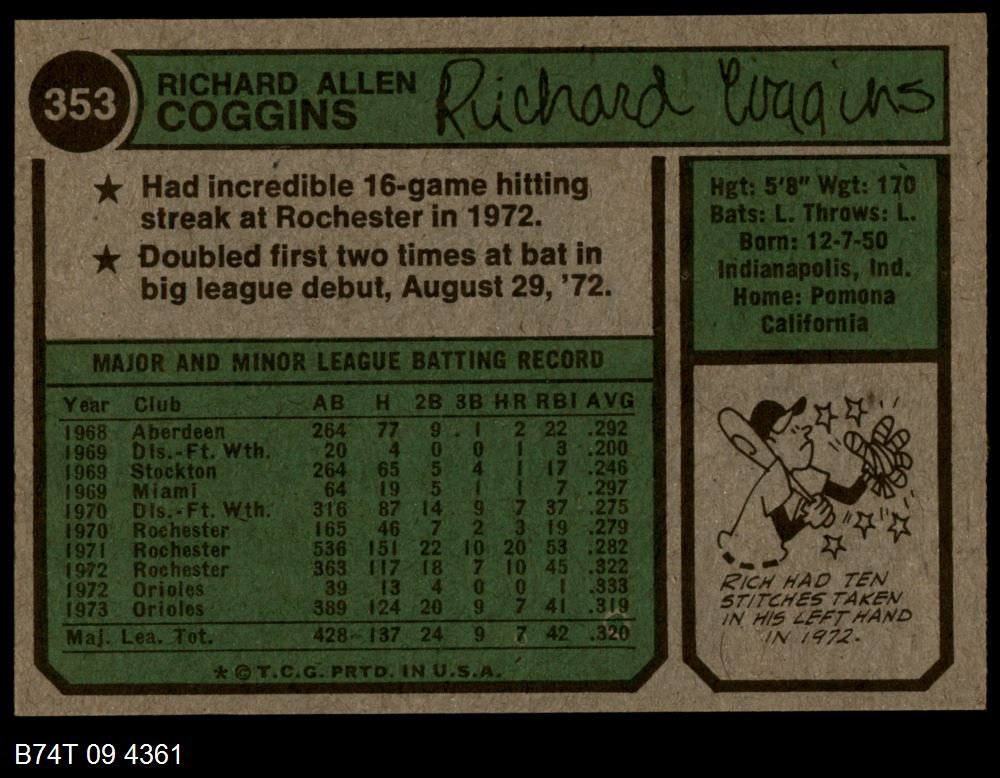 353
RICHARD ALLEN
COGGINS
Richard Coggins
★ Had incredible 16-game hitting
streak at Rochester in 1972.
★ Doubled first two times at bat in
big league debut, August 29, '72.
Hgt: 5'8" Wgt: 170
Bats: L. Throws: L.
Born: 12-7-50
Indianapolis, Ind.
Home: Pomona
California
MAJOR AND MINOR LEAGUE BATTING RECORD
Year Club AB H 2B 3B HR RBI AVG
1968 Aberdeen 264 77 9 1 2 22 .292
1969 Dis.-Ft. Wth. 20 4 0 0 1 3 .200
1969 Stockton 264 65 5 4 1 17 .246
1969 Miami 64 19 5 1 1 7 .297
1970 Dis.-Ft. Wth. 316 87 14 9 7 37 .275
1970 Rochester 165 46 7 2 3 19 .279
1971 Rochester 536 151 22 10 20 53 .282
1972 Rochester 363 117 18 7 10 45 .322
1972 Orioles 39 13 4 0 0 1 .333
1973 Orioles 389 124 20 9 7 41 .319
Maj. Lea. Tot. 428 137 24 9 7 42 .320
* © T.C.G. PRTD. IN U.S.A.
RICH HAD TEN
STITCHES TAKEN
IN HIS LEFT HAND
IN 1972.
B74T 09 4361